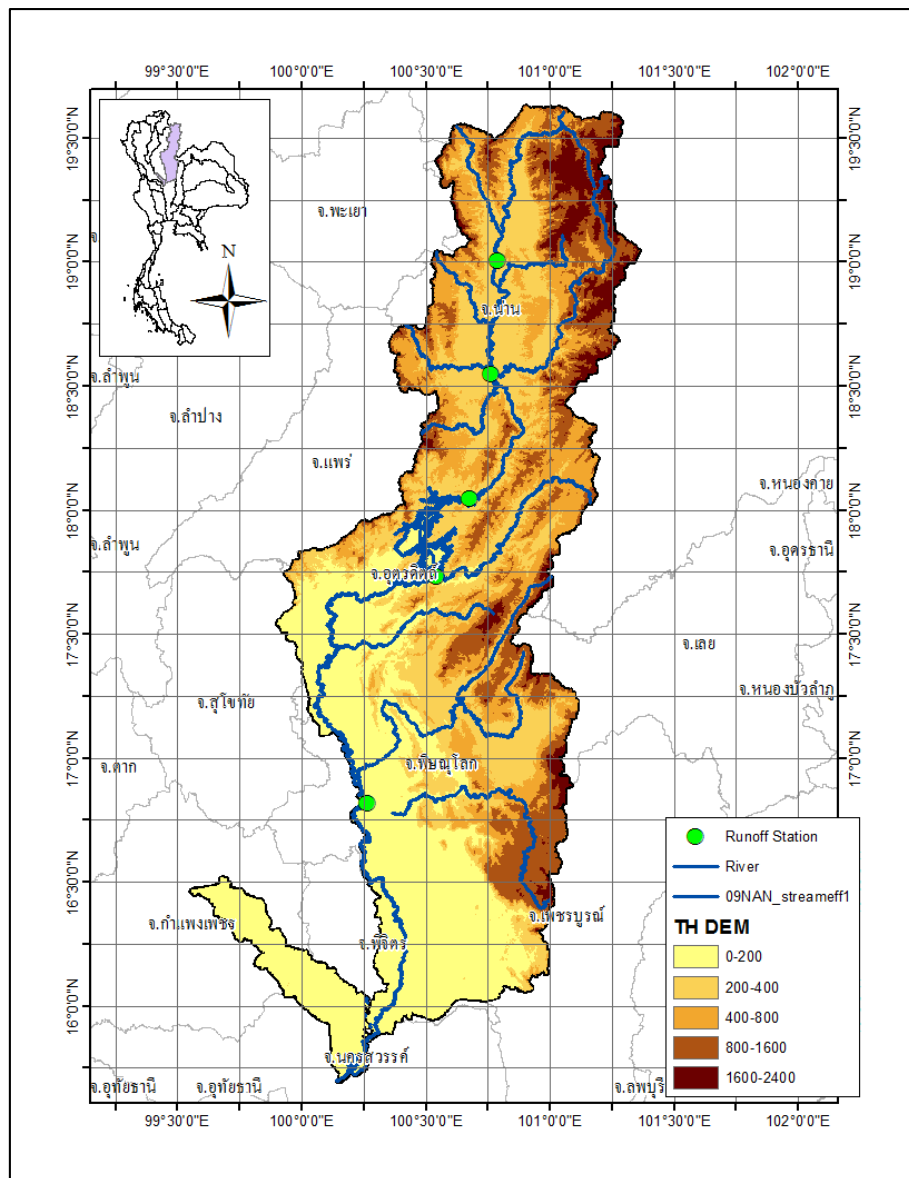 99°30'0"E 100°0'0"E 100°30'0"E 101°0'0"E 101°30'0"E 102°0'0"E
19°30'0"N 19°30'0"N
จ.พะเยา
N
19°0'0"N 19°0'0"N
จ.น่าน
จ.ลำพูน
18°30'0"N 18°30'0"N
จ.ลำปาง
จ.แพร่
จ.หนองคาย
18°0'0"N 18°0'0"N
จ.ลำพูน
จ.อุดรธานี
จ.อุตรดิตถ์
17°30'0"N 17°30'0"N
จ.เลย
จ.สุโขทัย
จ.หนองบัวลำภู
17°0'0"N 17°0'0"N
จ.ตาก
จ.พิษณุโลก
16°30'0"N 16°30'0"N
จ.กำแพงเพชร
จ.พิจิตร
จ.เพชรบูรณ์
16°0'0"N 16°0'0"N
จ.นครสวรรค์
จ.อุทัยธานี จ.อุทัยธานี
จ.ลพบุรี
Runoff Station
River
09NAN_streameff1
TH DEM
0-200
200-400
400-800
800-1600
1600-2400
99°30'0"E 100°0'0"E 100°30'0"E 101°0'0"E 101°30'0"E 102°0'0"E